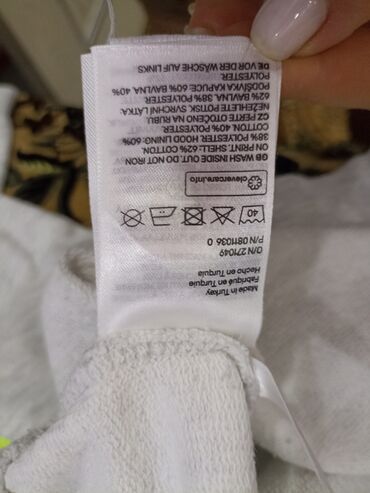 Made in Turkey
Fabriqué en Turquie
Hecho en Turquía
O/N 271049
P/N 0811036 0
40
clevercare.info
GB WASH INSIDE OUT. DO NOT IRON
ON PRINT. SHELL: 62% COTTON,
38% POLYESTER. HOOD LINING: 60%
COTTON, 40% POLYESTER.
CZ PERTE OTOČENO NA RUBU.
NEŽEHLETE POTISK. VRCHNÍ LÁTKA:
62% BAVLNA, 38% POLYESTER.
PODŠÍVKA KAPUCE: 60% BAVLNA, 40%
POLYESTER.
DE VOR DER WÄSCHE AUF LINKS